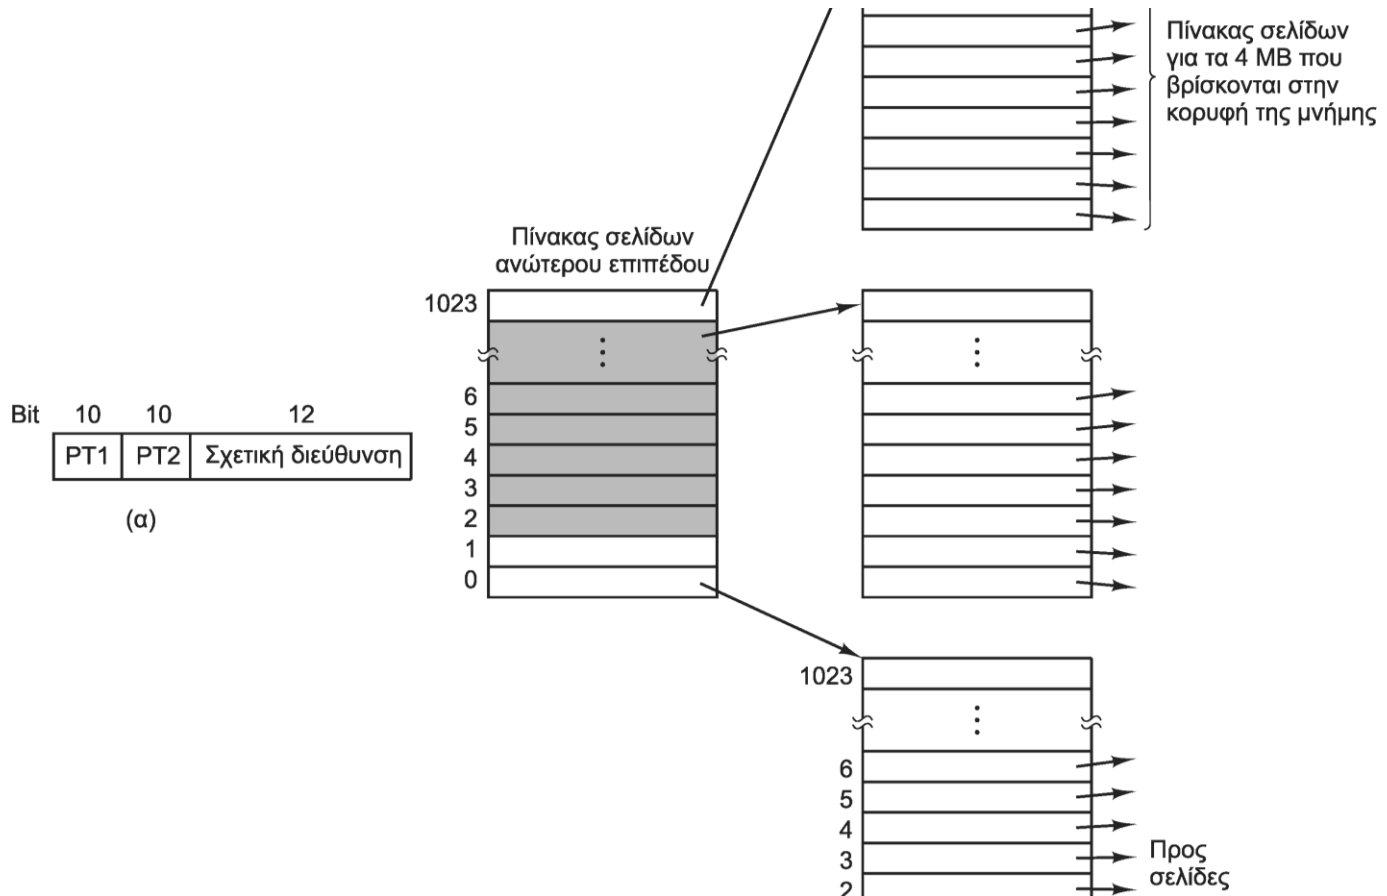 Πίνακας σελίδων
για τα 4 MB που
βρίσκονται στην
κορυφή της μνήμης
Πίνακας σελίδων
ανώτερου επιπέδου
1023
6
5
4
3
2
1
0
Bit 10 10 12
PT1 PT2 Σχετική διεύθυνση
(α)
1023
6
5
4
3
2
Προς
σελίδες